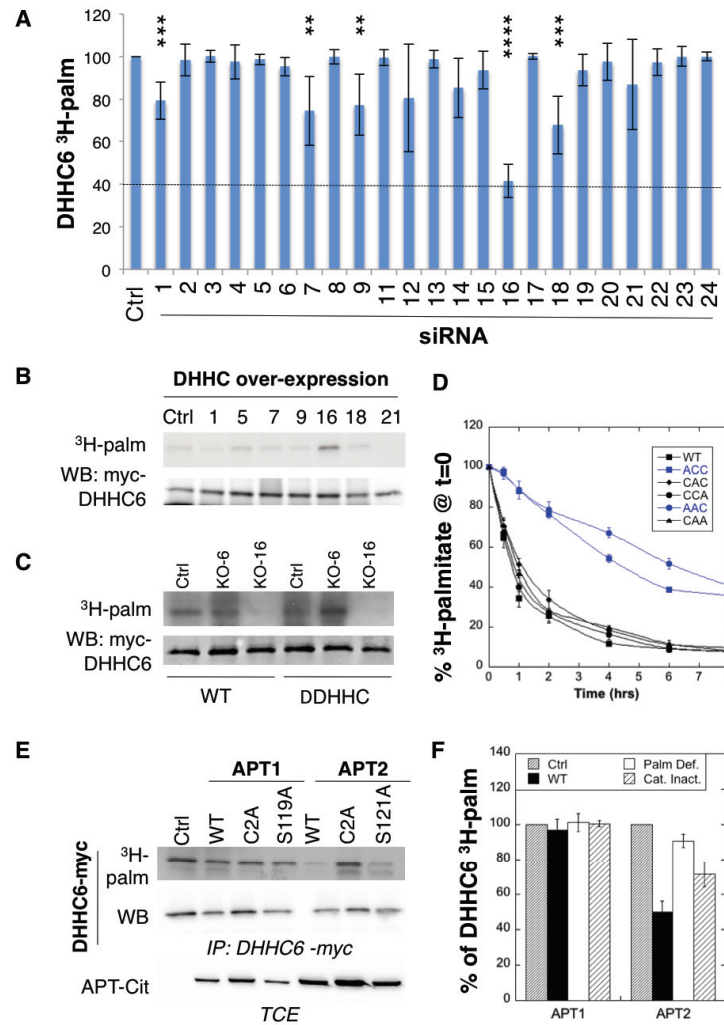 A
DHHC6 ³H-palm
120
100
80
60
40
20
0
*** ** ** **** ***
Ctrl 1 2 3 4 5 6 7 8 9 11 12 13 14 15 16 17 18 19 20 21 22 23 24
siRNA
B
DHHC over-expression
Ctrl 1 5 7 9 16 18 21
³H-palm
WB: myc-
DHHC6
C
Ctrl KO-6 KO-16 Ctrl KO-6 KO-16
³H-palm
WB: myc-
DHHC6
WT DDHHC
D
% ³H-palmitate @ t=0
120
100
80
60
40
20
0
WT
ACC
CAC
CCA
AAC
CAA
0 1 2 3 4 5 6 7
Time (hrs)
E
APT1 APT2
Ctrl WT C2A S119A WT C2A S121A
DHHC6-myc
³H-
palm
WB
IP: DHHC6 -myc
APT-Cit
TCE
F
% of DHHC6 ³H-palm
140
120
100
80
60
40
20
0
Ctrl Palm Def.
WT Cat. Inact.
APT1 APT2